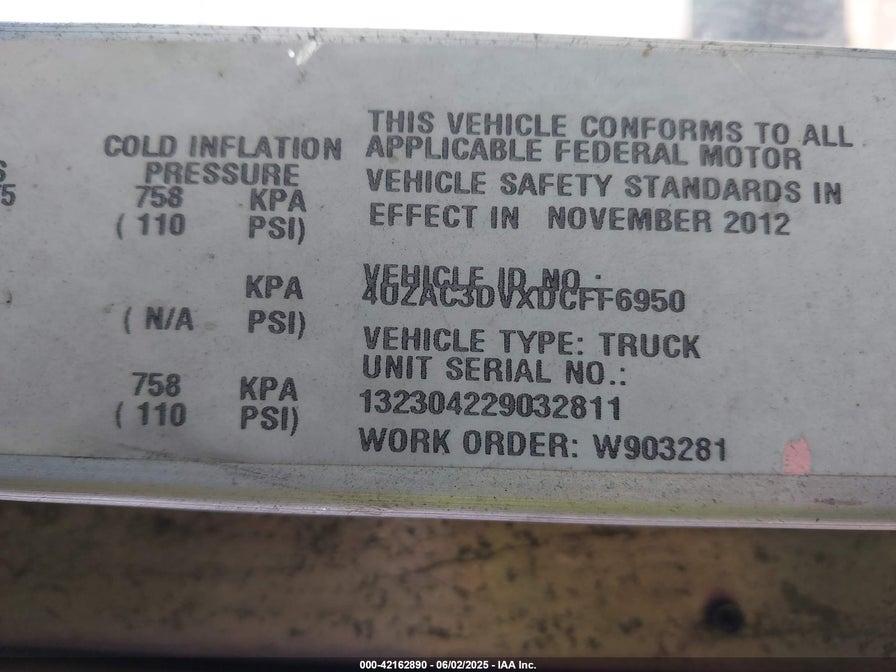 COLD INFLATION
PRESSURE
758 KPA
( 110 PSI)
KPA
( N/A PSI)
758 KPA
( 110 PSI)
THIS VEHICLE CONFORMS TO ALL
APPLICABLE FEDERAL MOTOR
VEHICLE SAFETY STANDARDS IN
EFFECT IN NOVEMBER 2012
VEHICLE ID NO.:
4UZAC3DVXDCFF6950
VEHICLE TYPE: TRUCK
UNIT SERIAL NO.:
132304229032811
WORK ORDER: W903281
000-42162890 - 06/02/2025 - IAA Inc.